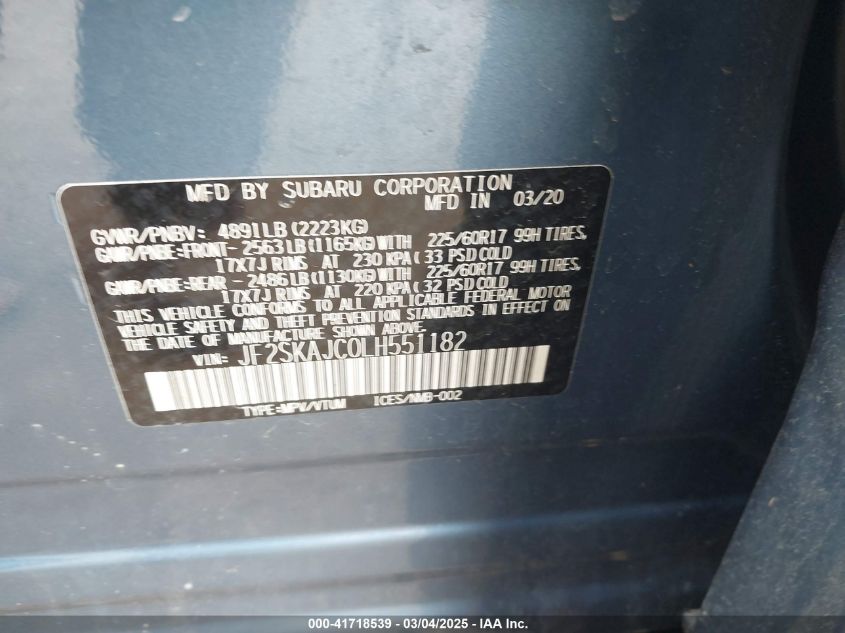 MFD BY SUBARU CORPORATION
MFD IN 03/20
GVWR/PNBV: 4891LB(2223KG)
GAWR/PNBE:FRONT-2563LB(1165KG)WITH 225/60R17 99H TIRES,
17X7J RIMS AT 230 KPA(33 PSI)COLD
GAWR/PNBE:REAR -2486LB(1130KG)WITH 225/60R17 99H TIRES,
17X7J RIMS AT 220 KPA(32 PSI)COLD
THIS VEHICLE CONFORMS TO ALL APPLICABLE FEDERAL MOTOR
VEHICLE SAFETY AND THEFT PREVENTION STANDARDS IN EFFECT ON
THE DATE OF MANUFACTURE SHOWN ABOVE.
VIN: JF2SKAJC0LH551182
TYPE:MPV/VTUM ICES/NMB-002
000-41718539 - 03/04/2025 - IAA Inc.